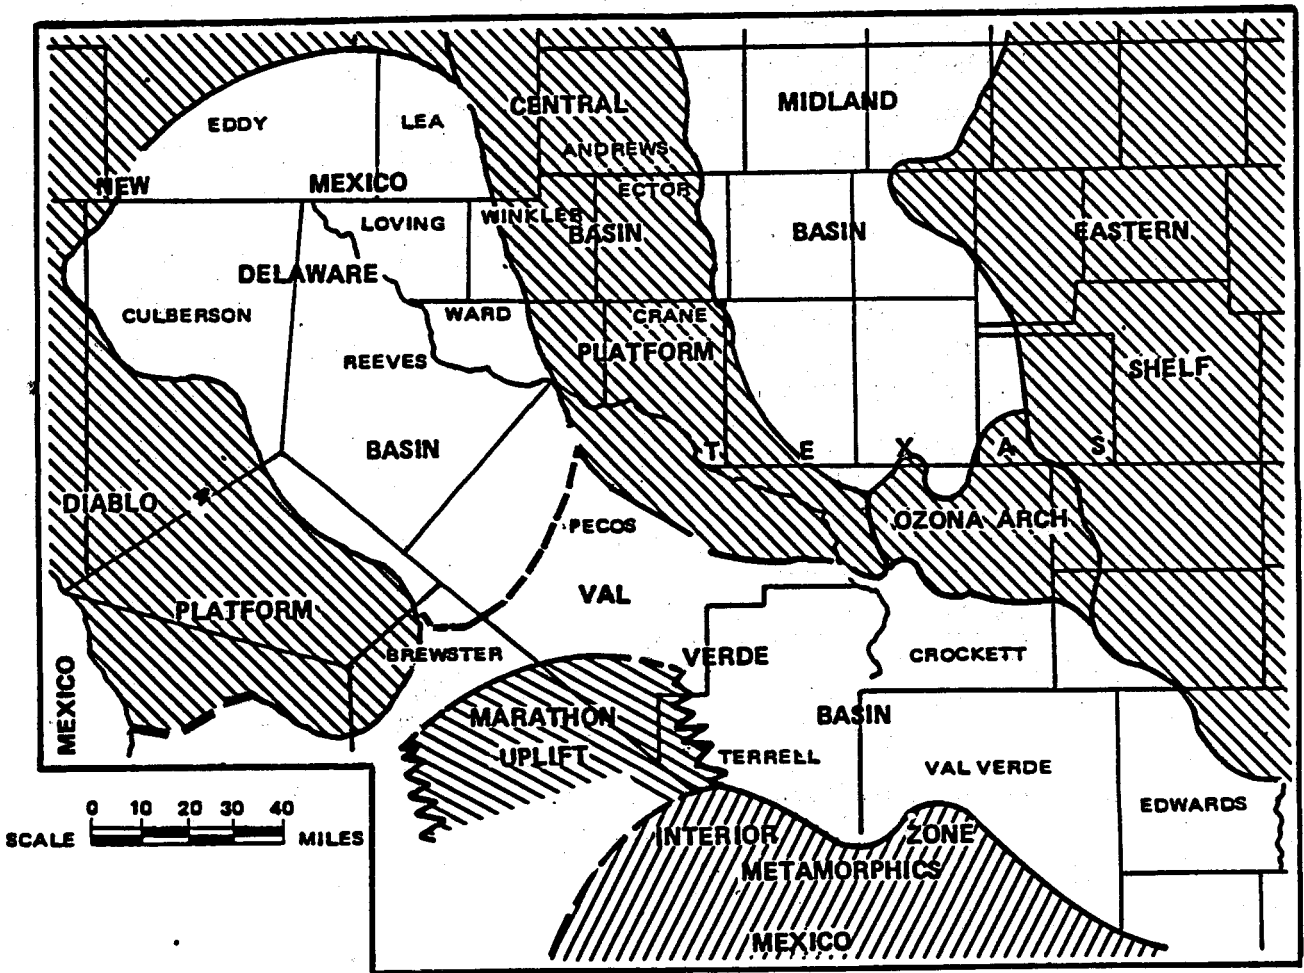 CENTRAL
MIDLAND
EDDY
LEA
ANDREWS
NEW MEXICO
ECTOR
LOVING
WINKLER
BASIN
BASIN
EASTERN
DELAWARE
CULBERSON
WARD
CRANE
REEVES
PLATFORM
SHELF
BASIN
T E X A S
DIABLO
PECOS
OZONA ARCH
PLATFORM
VAL
BREWSTER
VERDE
CROCKETT
MEXICO
MARATHON
UPLIFT
BASIN
TERRELL
VAL VERDE
EDWARDS
0 10 20 30 40
SCALE MILES
INTERIOR ZONE
METAMORPHICS
MEXICO